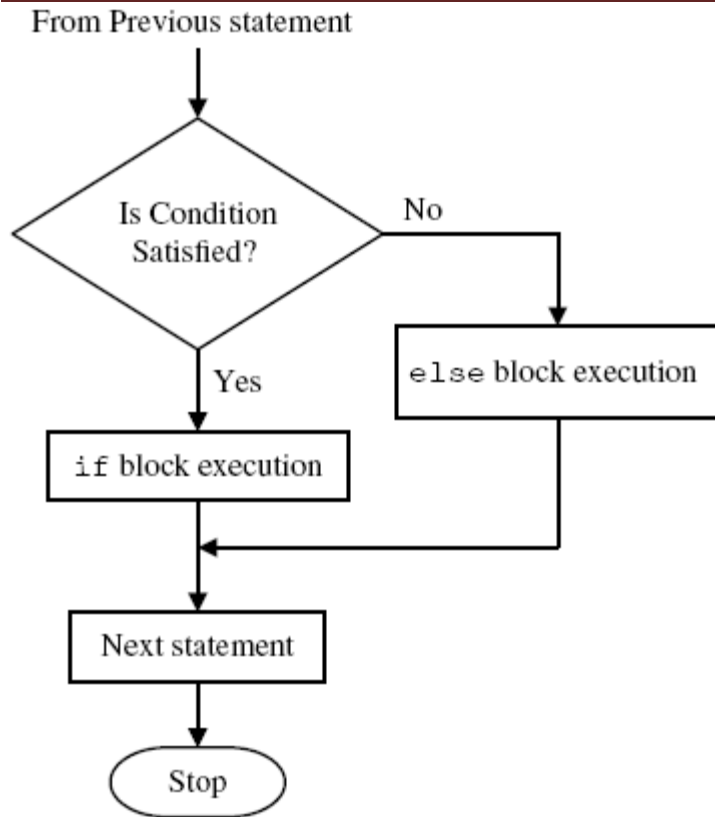 From Previous statement
Is Condition
Satisfied?
No
Yes
else block execution
if block execution
Next statement
Stop